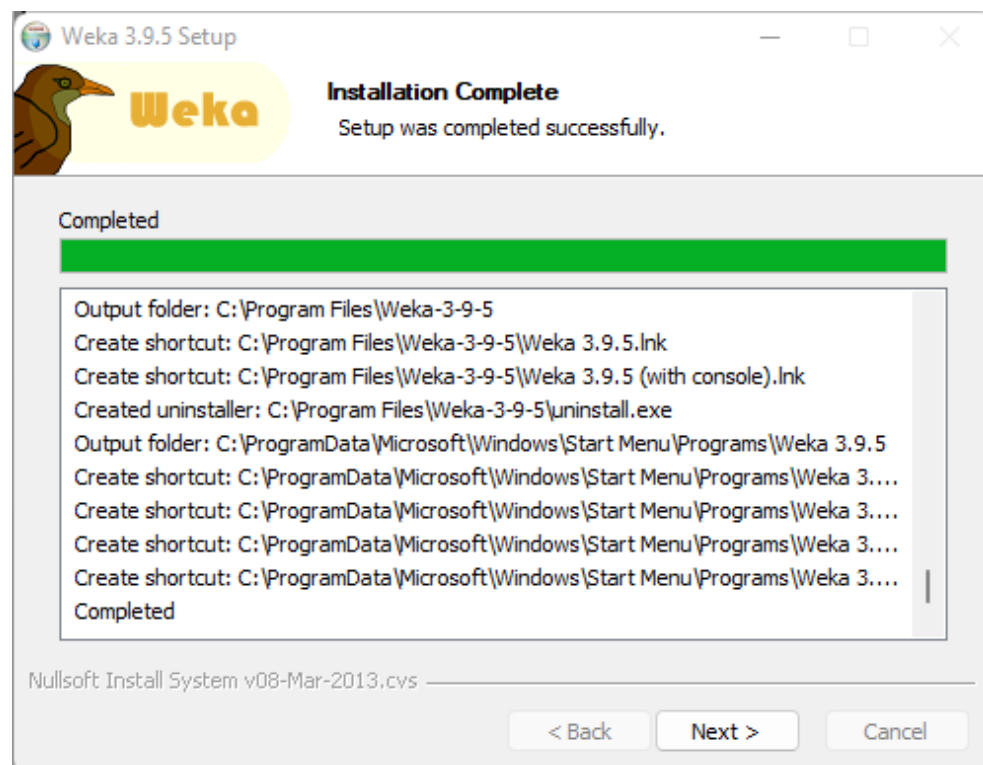 Weka 3.9.5 Setup
Weka
Installation Complete
Setup was completed successfully.
Completed
Output folder: C:\Program Files\Weka-3-9-5
Create shortcut: C:\Program Files\Weka-3-9-5\Weka 3.9.5.lnk
Create shortcut: C:\Program Files\Weka-3-9-5\Weka 3.9.5 (with console).lnk
Created uninstaller: C:\Program Files\Weka-3-9-5\uninstall.exe
Output folder: C:\ProgramData\Microsoft\Windows\Start Menu\Programs\Weka 3.9.5
Create shortcut: C:\ProgramData\Microsoft\Windows\Start Menu\Programs\Weka 3....
Create shortcut: C:\ProgramData\Microsoft\Windows\Start Menu\Programs\Weka 3....
Create shortcut: C:\ProgramData\Microsoft\Windows\Start Menu\Programs\Weka 3....
Create shortcut: C:\ProgramData\Microsoft\Windows\Start Menu\Programs\Weka 3....
Completed
Nullsoft Install System v08-Mar-2013.cvs
< Back Next > Cancel